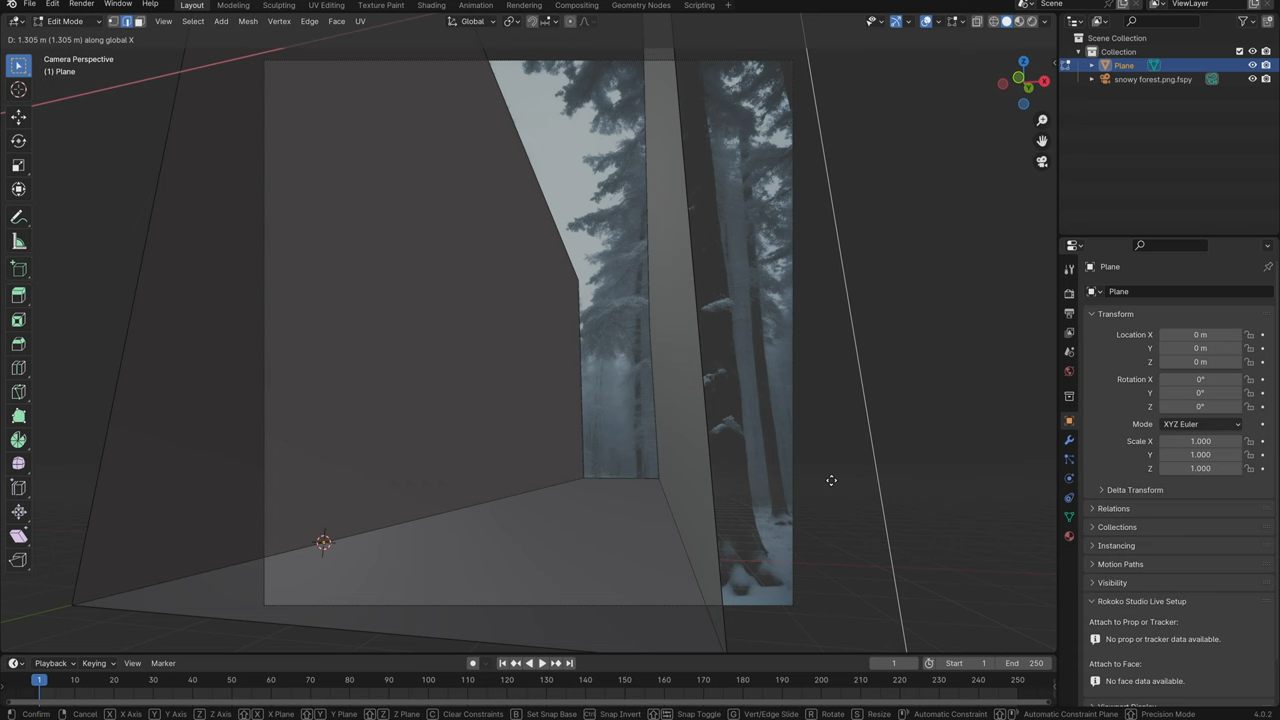 File Edit Render Window Help Layout Modeling Sculpting UV Editing Texture Paint Shading Animation Rendering Compositing Geometry Nodes Scripting Scene ViewLayer
Edit Mode View Select Add Mesh Vertex Edge Face UV Global
D: 1.305 m (1.305 m) along global X
Camera Perspective
(1) Plane
X
Y
Z
Scene Collection
Collection
Plane
snowy forest.png.fspy
Plane
Plane
Transform
Location X 0 m
Y 0 m
Z 0 m
Rotation X 0°
Y 0°
Z 0°
Mode XYZ Euler
Scale X 1.000
Y 1.000
Z 1.000
Delta Transform
Relations
Collections
Instancing
Motion Paths
Visibility
Rokoko Studio Live Setup
Attach to Prop or Tracker:
No prop or tracker data available.
Attach to Face:
No face data available.
Playback Keying View Marker 1 Start 1 End 250
1 10 20 30 40 50 60 70 80 90 100 110 120 130 140 150 160 170 180 190 200 210 220 230 240 250
Confirm Cancel X X Axis Y Y Axis Z Z Axis X X Plane Y Y Plane Z Z Plane C Clear Constraints B Set Snap Base Ctrl Snap Invert Snap Toggle G Vert/Edge Slide R Rotate S Resize Automatic Constraint Automatic Constraint Plane Precision Mode 4.0.2